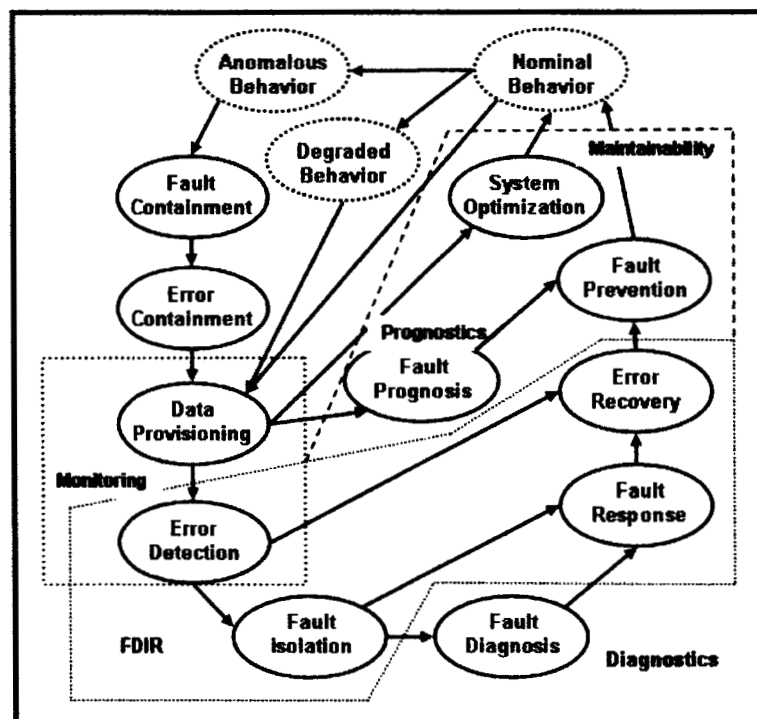 Anomalous
Behavior
Nominal
Behavior
Degraded
Behavior
Maintainability
Fault
Containment
System
Optimization
Fault
Prevention
Error
Containment
Prognostics
Fault
Prognosis
Error
Recovery
Data
Provisioning
Monitoring
Fault
Response
Error
Detection
FDIR
Fault
Isolation
Fault
Diagnosis
Diagnostics